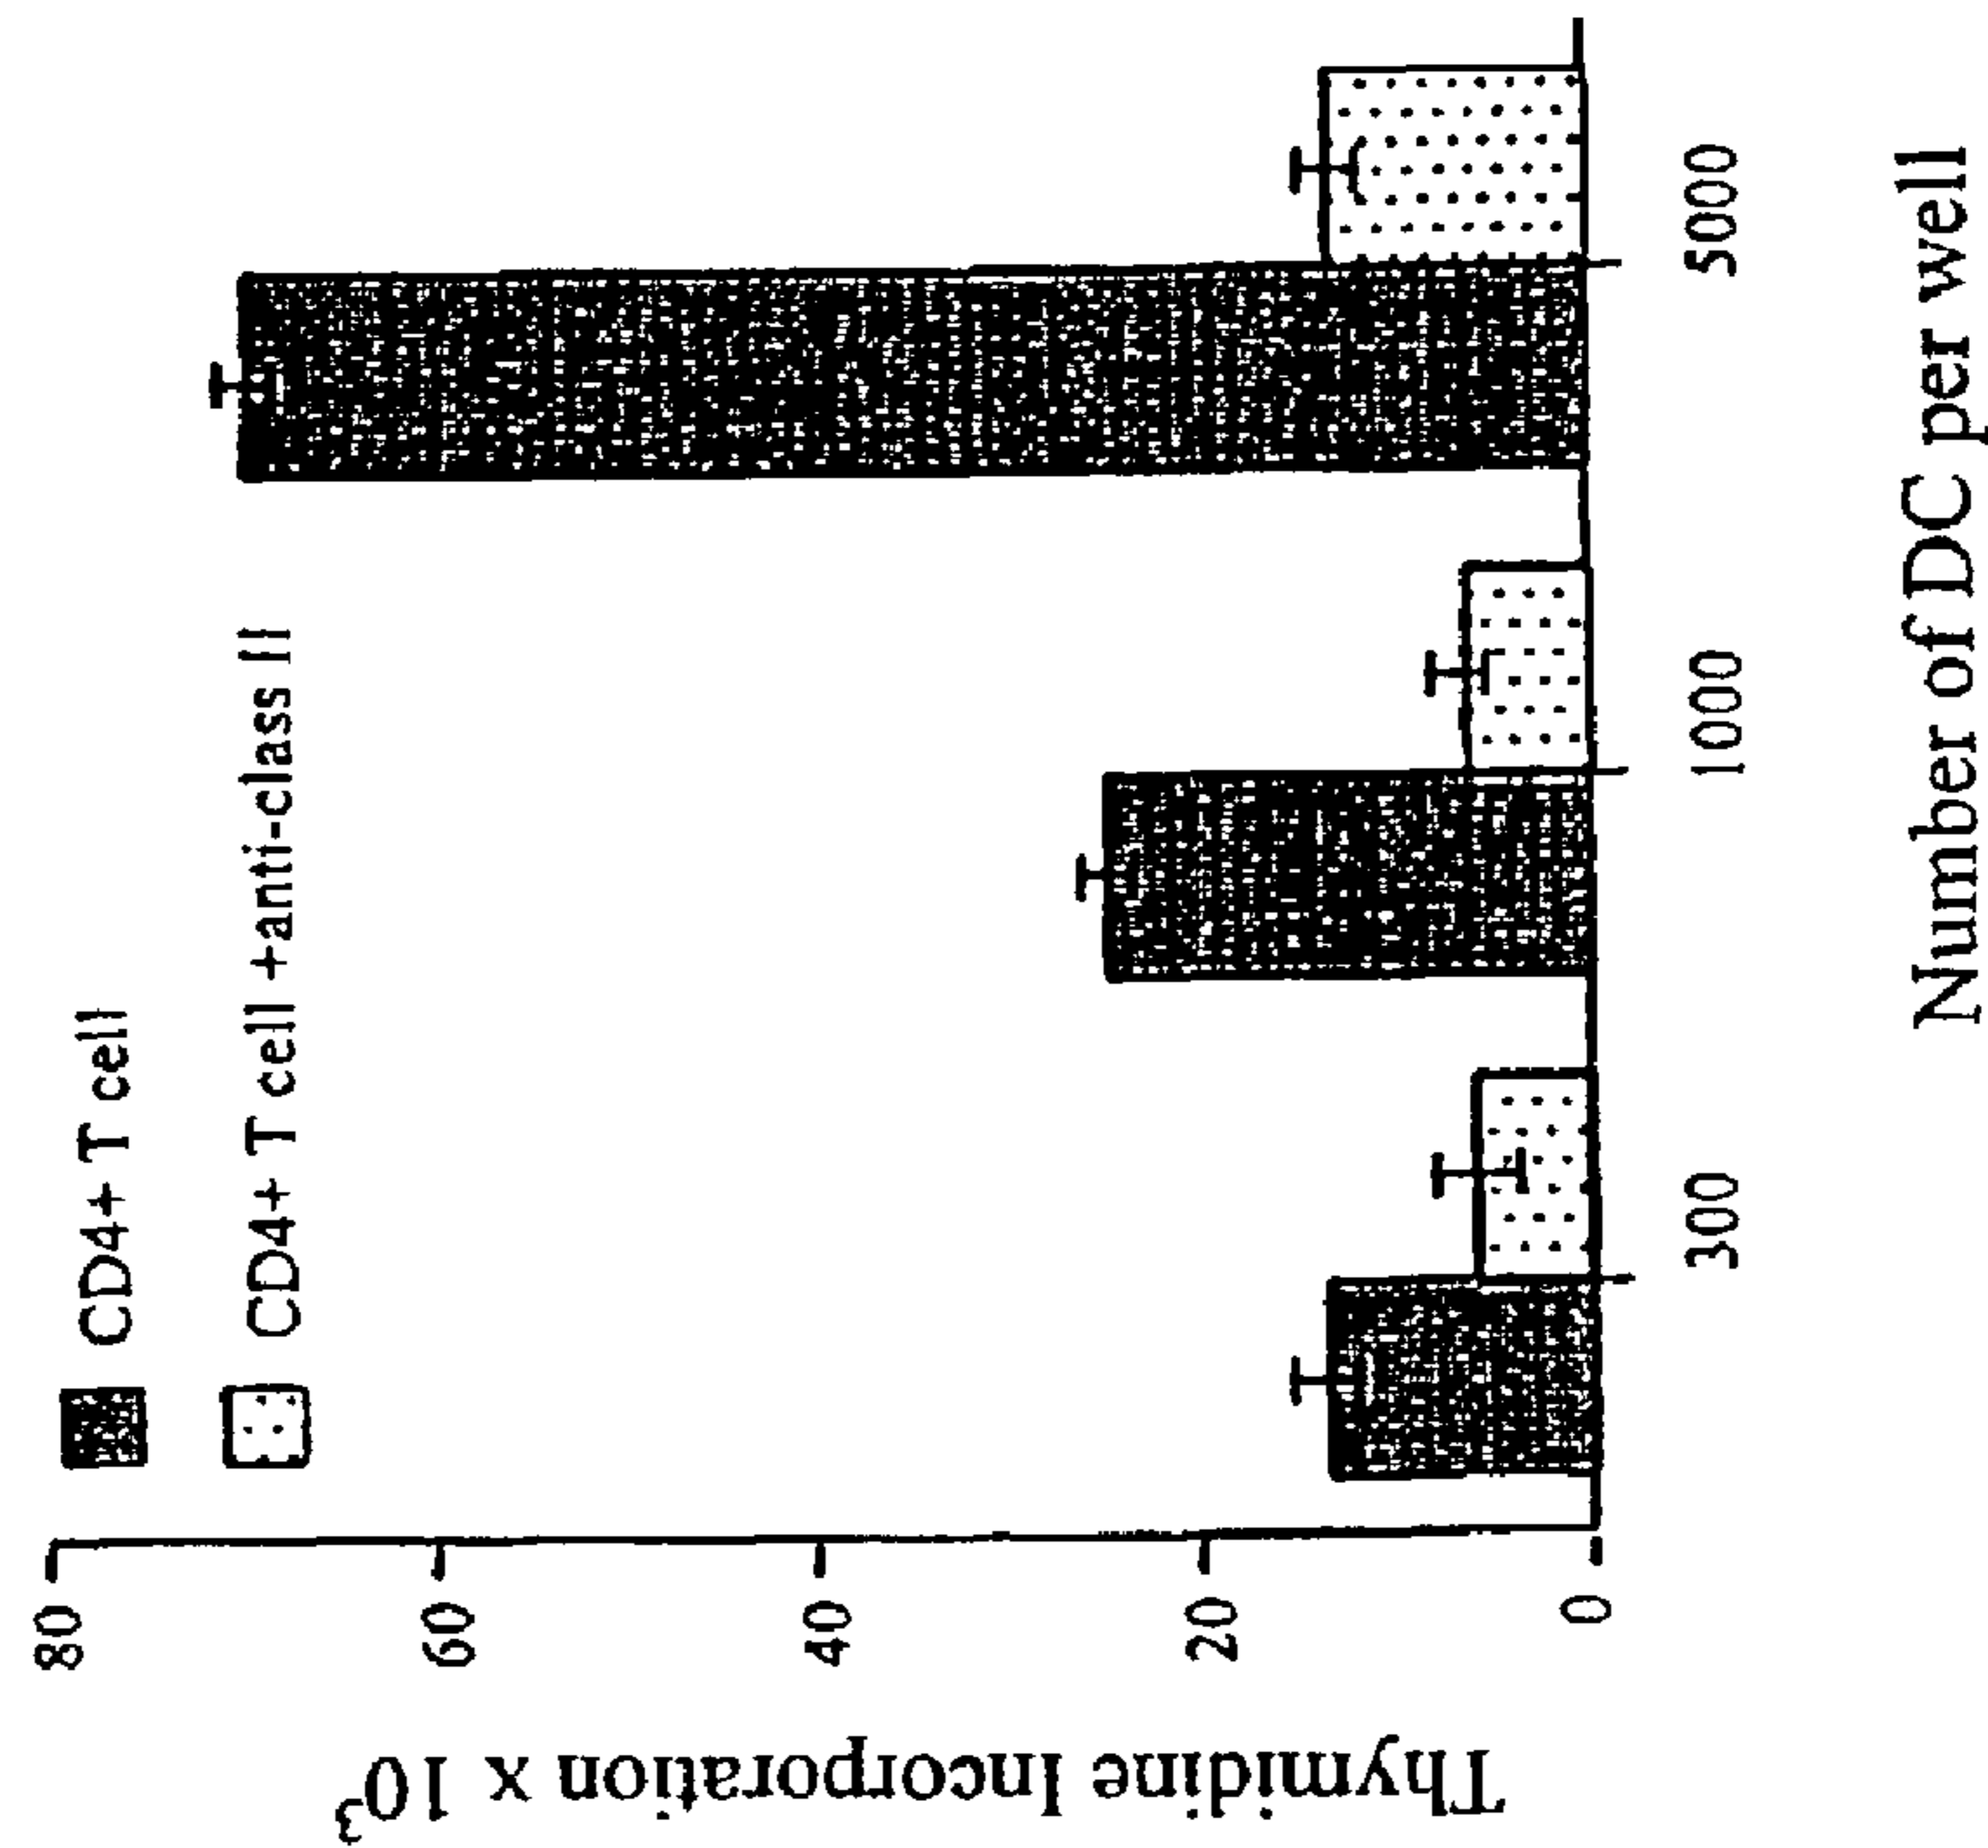 CD4+ T cell
CD4+ T cell +anti-class II
80
60
40
20
0
Thymidine Incorporation x 10³
300
1000
5000
Number of DC per well